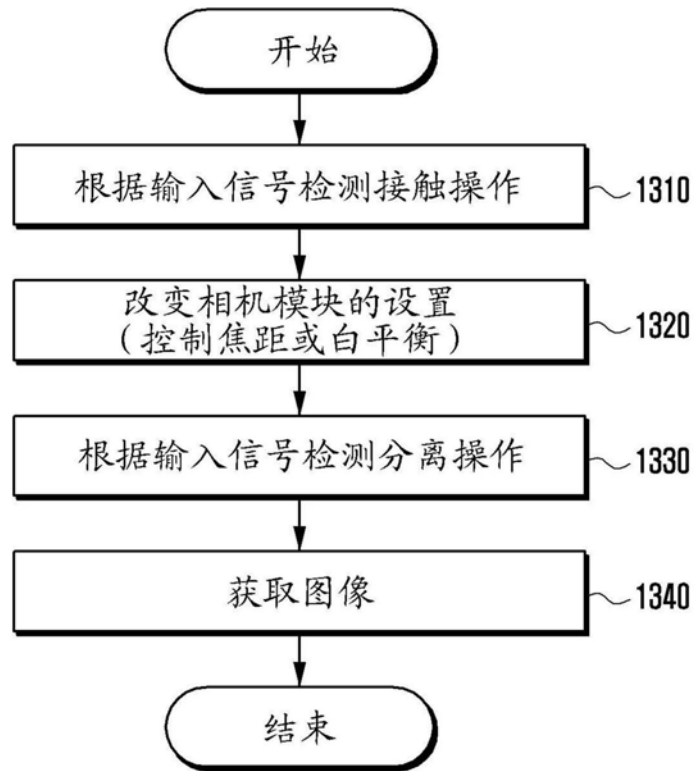 开始
根据输入信号检测接触操作
1310
改变相机模块的设置
(控制焦距或白平衡)
1320
根据输入信号检测分离操作
1330
获取图像
1340
结束